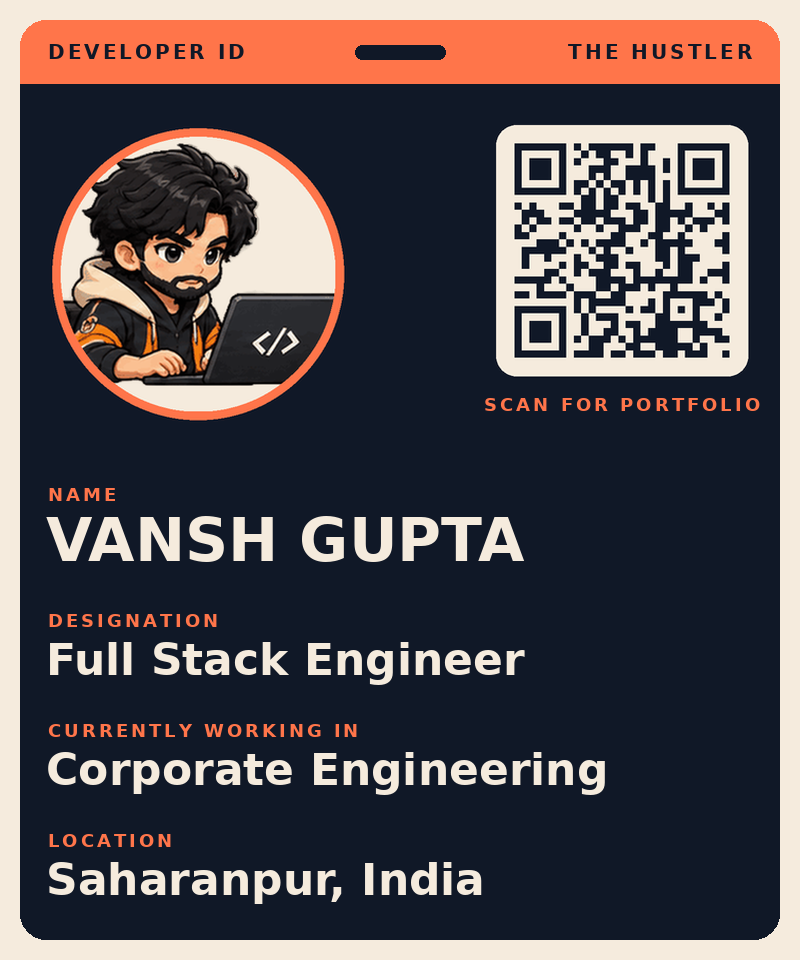 DEVELOPER ID
THE HUSTLER
</>
SCAN FOR PORTFOLIO
NAME
VANSH GUPTA
DESIGNATION
Full Stack Engineer
CURRENTLY WORKING IN
Corporate Engineering
LOCATION
Saharanpur, India